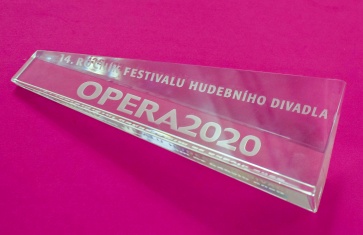 14. ROČNÍK FESTIVALU HUDEBNÍHO DIVADLA
OPERA2020